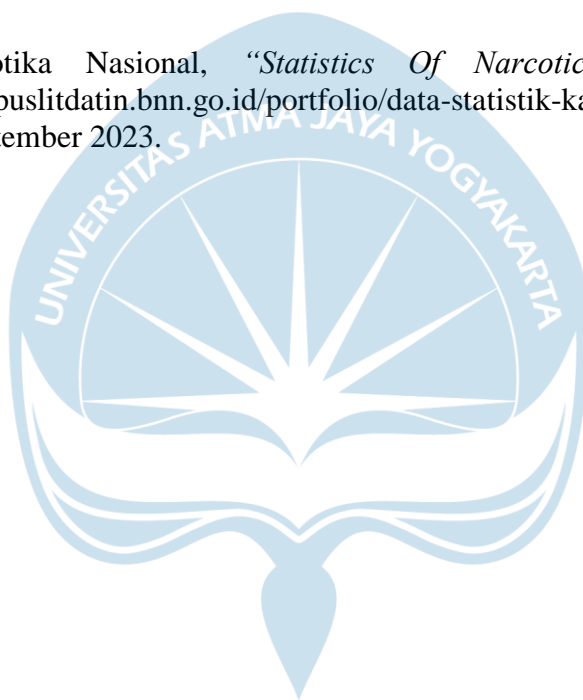 otika Nasional, “Statistics Of Narcotic
puslitdatin.bnn.go.id/portfolio/data-statistik-ka
tember 2023.
UNIVERSITAS ATMA JAYA YOGYAKARTA